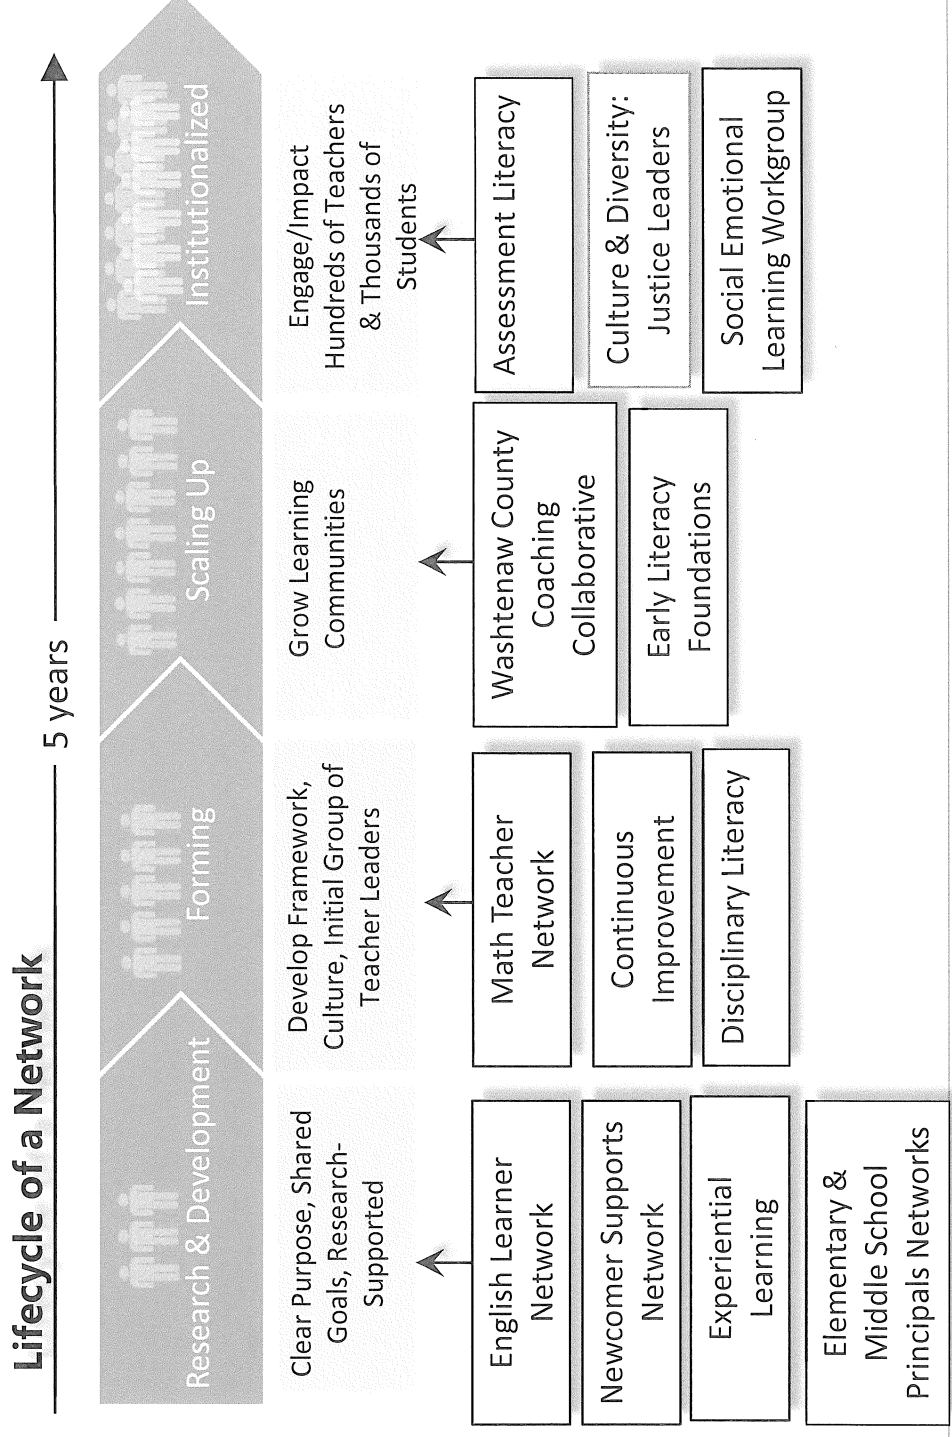 Lifecycle of a Network
5 years
Research & Development
Forming
Scaling Up
Institutionalized
Clear Purpose, Shared
Goals, Research-
Supported
Develop Framework,
Culture, Initial Group of
Teacher Leaders
Grow Learning
Communities
Engage/Impact
Hundreds of Teachers
& Thousands of
Students
English Learner
Network
Newcomer Supports
Network
Experiential
Learning
Elementary &
Middle School
Principals Networks
Math Teacher
Network
Continuous
Improvement
Disciplinary Literacy
Washtenaw County
Coaching
Collaborative
Early Literacy
Foundations
Assessment Literacy
Culture & Diversity:
Justice Leaders
Social Emotional
Learning Workgroup